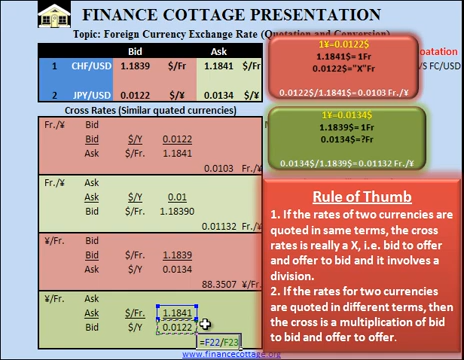 FINANCE COTTAGE PRESENTATION
Topic: Foreign Currency Exchange Rate (Quotation and Conversion)
Bid Ask
1 CHF/USD 1.1839 $/Fr 1.1841 $/Fr
2 JPY/USD 0.0122 $/¥ 0.0134 $/¥
Cross Rates (Similar quated currencies)
Fr./¥ Bid
Bid $/Y 0.0122
Ask $/Fr. 1.1841
0.0103 Fr./¥
Fr./¥ Ask
Ask $/Y 0.01
Bid $/Fr. 1.18390
0.01132 Fr./¥
¥/Fr. Bid
Bid $/Fr. 1.1839
Ask $/Y 0.0134
88.3507 ¥/Fr.
¥/Fr. Ask
Ask $/Fr. 1.1841
Bid $/Y 0.0122
=F22/F23
www.financecottage.org
1¥=0.0122$
1.1841$= 1Fr
0.0122$="X"Fr
0.0122$/1.1841$=0.0103 Fr./¥
uotation
VS FC/USD
1¥=0.0134$
1.1839$= 1Fr
0.0134$=?Fr
0.0134$/1.1839$=0.01132 Fr./¥
Rule of Thumb
1. If the rates of two currencies are
quoted in same terms, the cross
rates is really a X, i.e. bid to offer
and offer to bid and it involves a
division.
2. If the rates for two currencies
are quoted in different terms, then
the cross is a multiplication of bid
to bid and offer to offer.